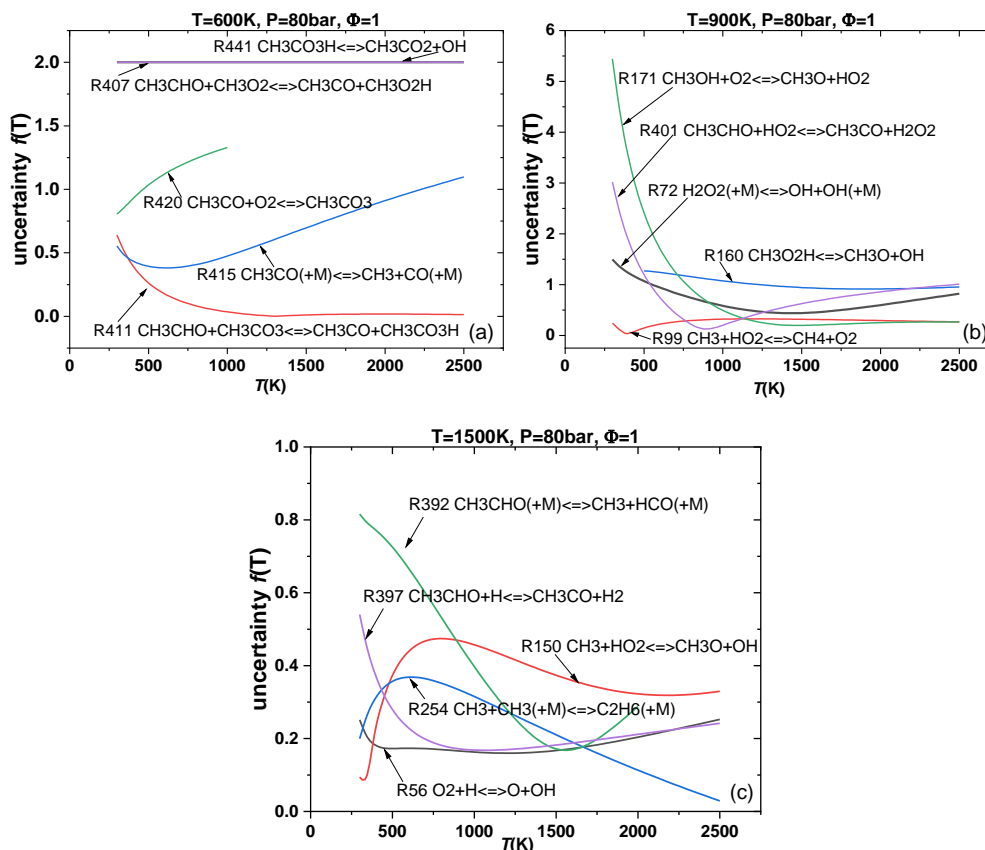 T=600K, P=80bar, Φ=1
uncertainty f(T)
2.0
1.5
1.0
0.5
0.0
R441 CH3CO3H<=>CH3CO2+OH
R407 CH3CHO+CH3O2<=>CH3CO+CH3O2H
R420 CH3CO+O2<=>CH3CO3
R415 CH3CO(+M)<=>CH3+CO(+M)
R411 CH3CHO+CH3CO3<=>CH3CO+CH3CO3H
(a)
0 500 1000 1500 2000 2500
T(K)
T=900K, P=80bar, Φ=1
uncertainty f(T)
6
5
4
3
2
1
0
R171 CH3OH+O2<=>CH3O+HO2
R401 CH3CHO+HO2<=>CH3CO+H2O2
R72 H2O2(+M)<=>OH+OH(+M)
R160 CH3O2H<=>CH3O+OH
R99 CH3+HO2<=>CH4+O2
(b)
0 500 1000 1500 2000 2500
T(K)
T=1500K, P=80bar, Φ=1
uncertainty f(T)
1.0
0.8
0.6
0.4
0.2
0.0
R392 CH3CHO(+M)<=>CH3+HCO(+M)
R397 CH3CHO+H<=>CH3CO+H2
R150 CH3+HO2<=>CH3O+OH
R254 CH3+CH3(+M)<=>C2H6(+M)
R56 O2+H<=>O+OH
(c)
0 500 1000 1500 2000 2500
T(K)